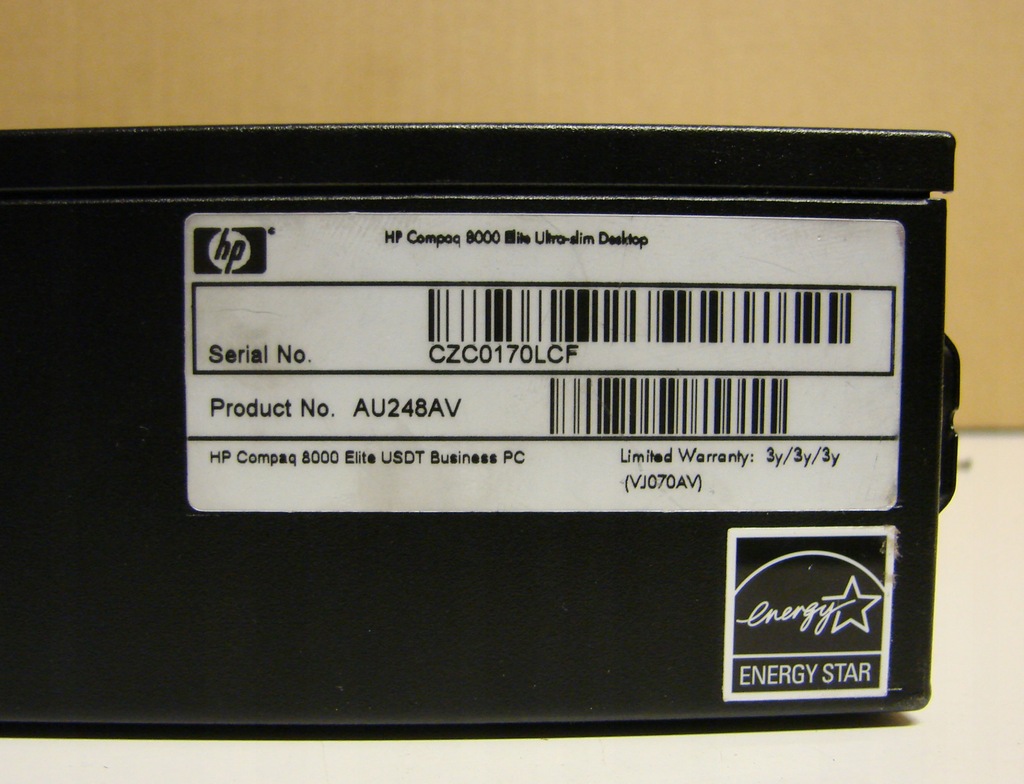 hp
HP Compaq 8000 Elite Ultra-slim Desktop
Serial No. CZC0170LCF
Product No. AU248AV
HP Compaq 8000 Elite USDT Business PC Limited Warranty: 3y/3y/3y
(VJ070AV)
energy
ENERGY STAR